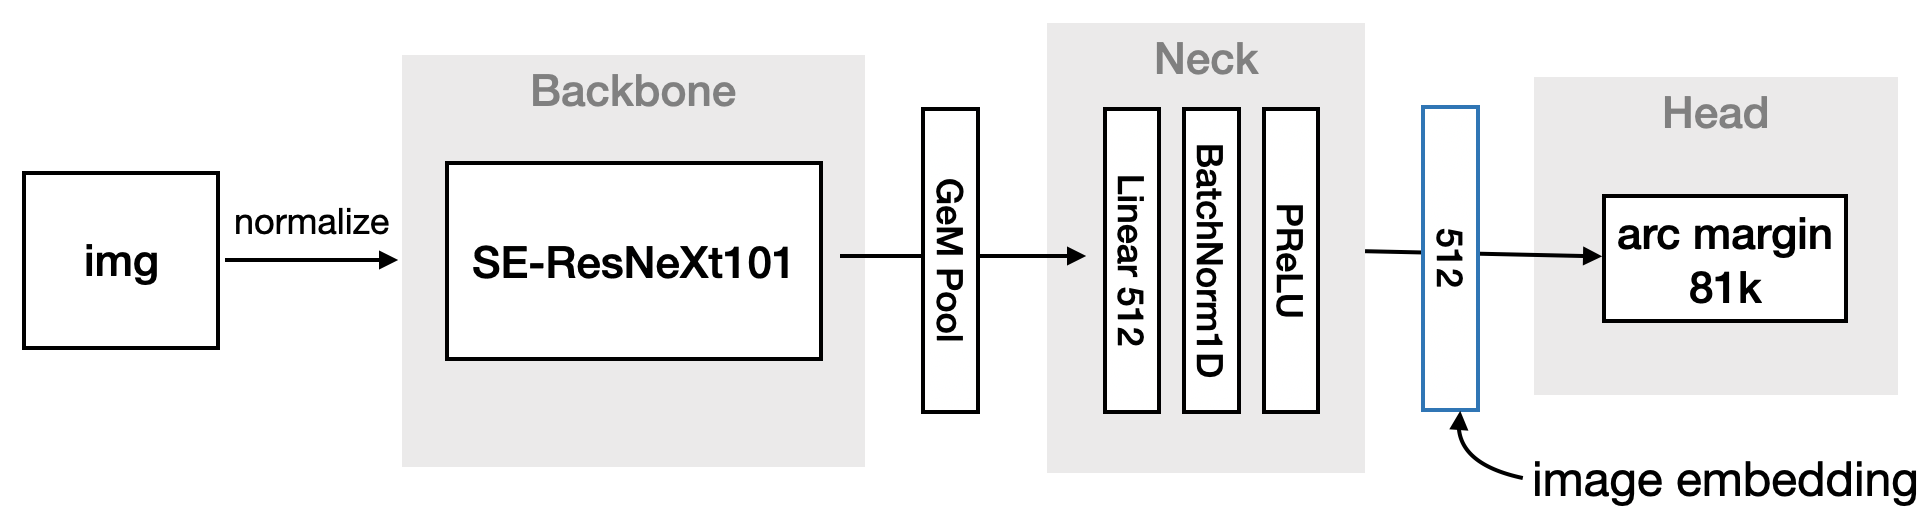 img
normalize
Backbone
SE-ResNeXt101
GeM Pool
Neck
Linear 512
BatchNorm1D
PReLU
512
image embedding
Head
arc margin
81k